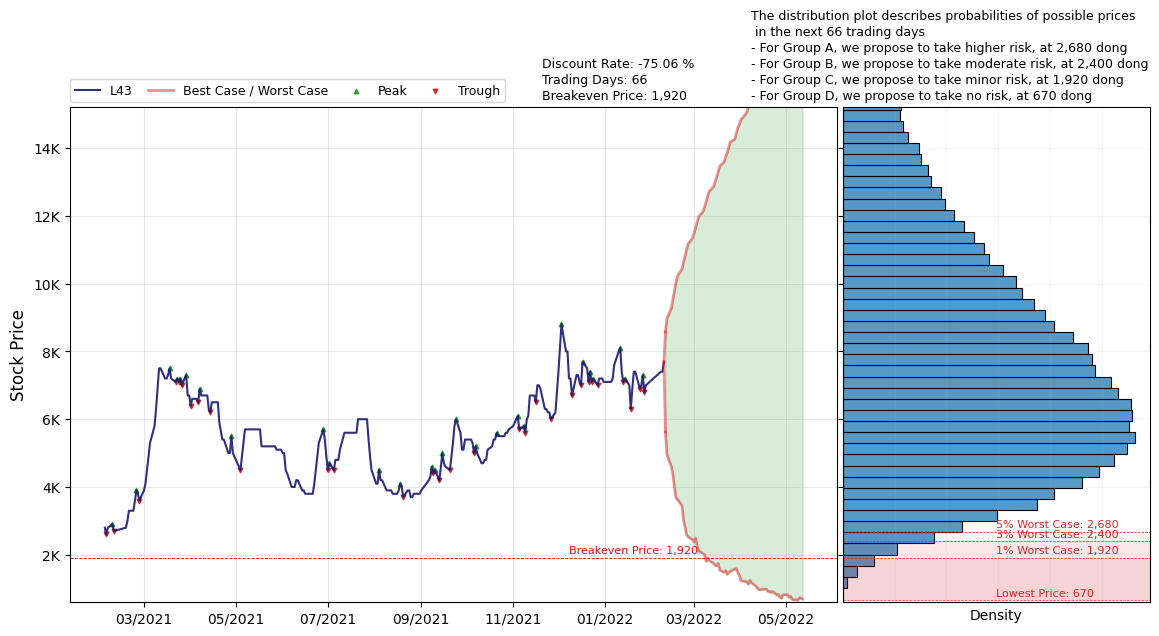 The distribution plot describes probabilities of possible prices
in the next 66 trading days
- For Group A, we propose to take higher risk, at 2,680 dong
- For Group B, we propose to take moderate risk, at 2,400 dong
- For Group C, we propose to take minor risk, at 1,920 dong
- For Group D, we propose to take no risk, at 670 dong
Discount Rate: -75.06 %
Trading Days: 66
Breakeven Price: 1,920
L43 Best Case / Worst Case Peak Trough
Stock Price
14K
12K
10K
8K
6K
4K
2K
Breakeven Price: 1,920
5% Worst Case: 2,680
3% Worst Case: 2,400
1% Worst Case: 1,920
Lowest Price: 670
03/2021 05/2021 07/2021 09/2021 11/2021 01/2022 03/2022 05/2022
Density